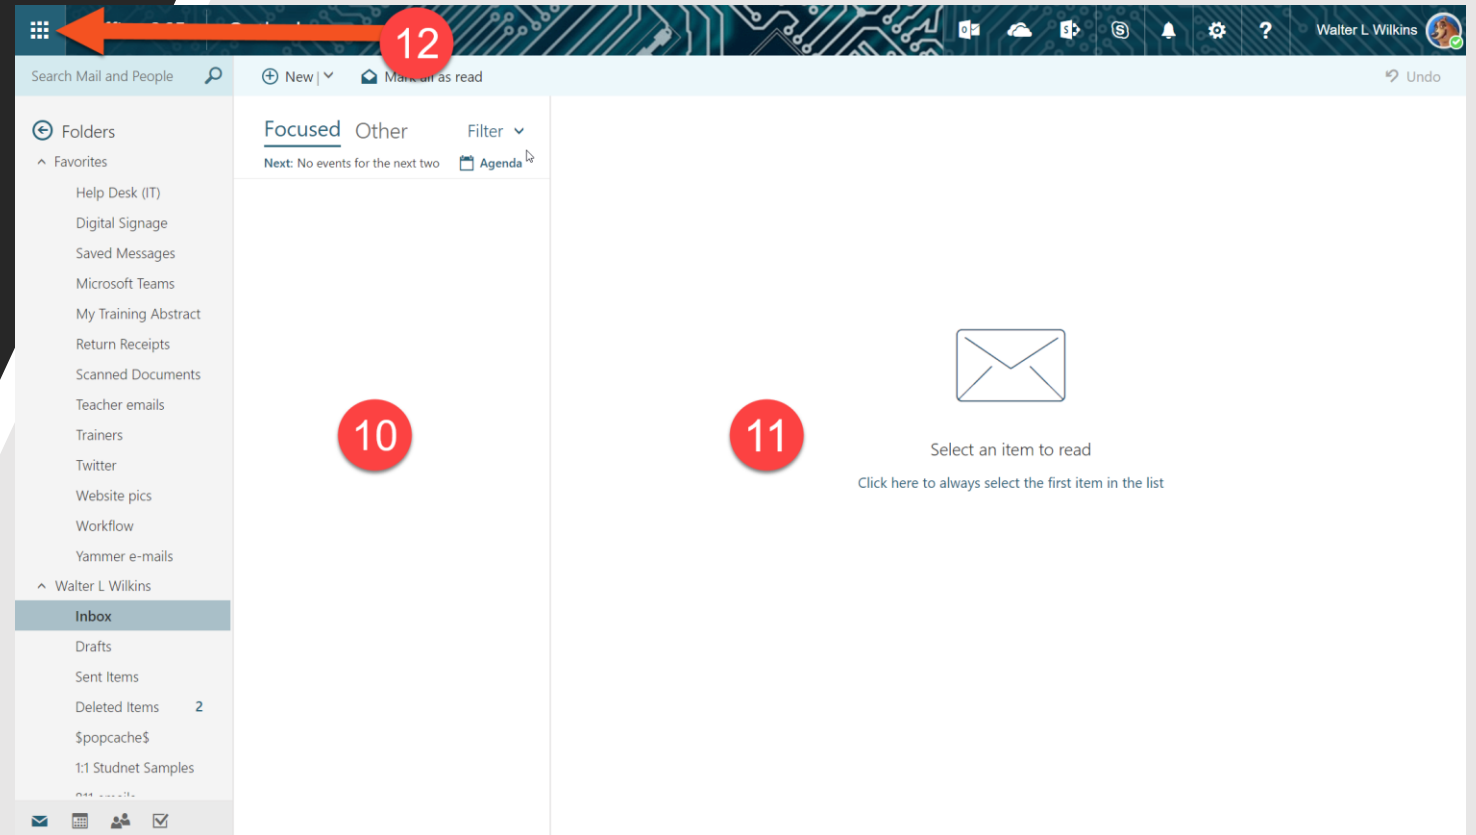 12
Walter L Wilkins
Search Mail and People
New
Mark all as read
Undo
Folders
Favorites
Help Desk (IT)
Digital Signage
Saved Messages
Microsoft Teams
My Training Abstract
Return Receipts
Scanned Documents
Teacher emails
Trainers
Twitter
Website pics
Workflow
Yammer e-mails
Walter L Wilkins
Inbox
Drafts
Sent Items
Deleted Items 2
$popcache$
1:1 Studnet Samples
Focused Other Filter
Next: No events for the next two Agenda
10
11
Select an item to read
Click here to always select the first item in the list